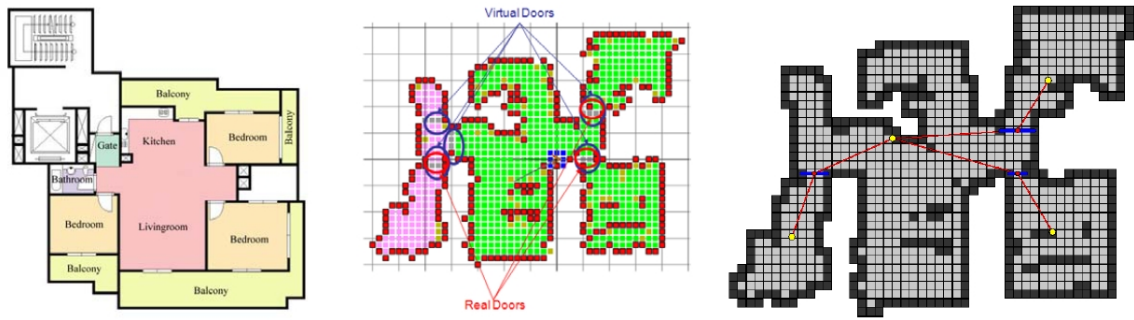 Virtual Doors
Balcony
Kitchen
Bedroom
Balcony
Gate
Bathroom
Bedroom
Livingroom
Bedroom
Balcony
Balcony
Real Doors